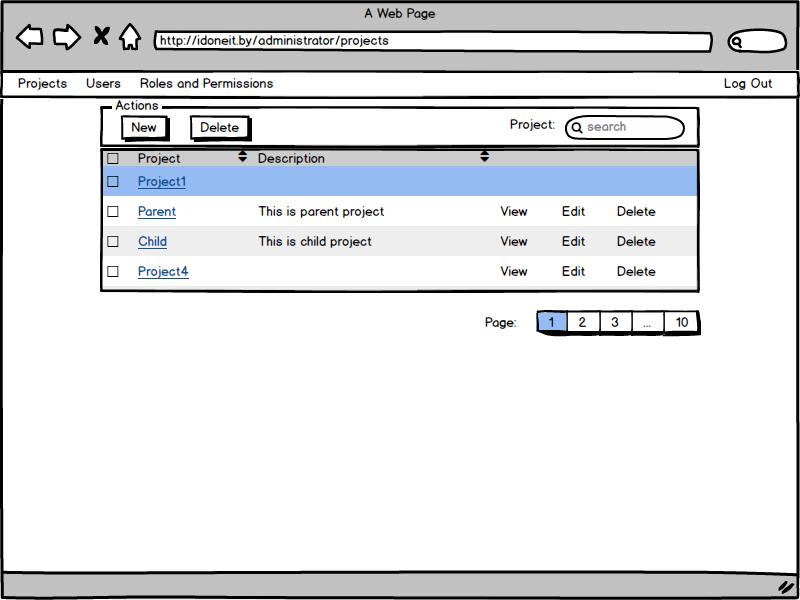 A Web Page
http://idoneit.by/administrator/projects
Projects Users Roles and Permissions Log Out
Actions
New Delete Project: search
Project Description
Project1
Parent This is parent project View Edit Delete
Child This is child project View Edit Delete
Project4 View Edit Delete
Page: 1 2 3 ... 10